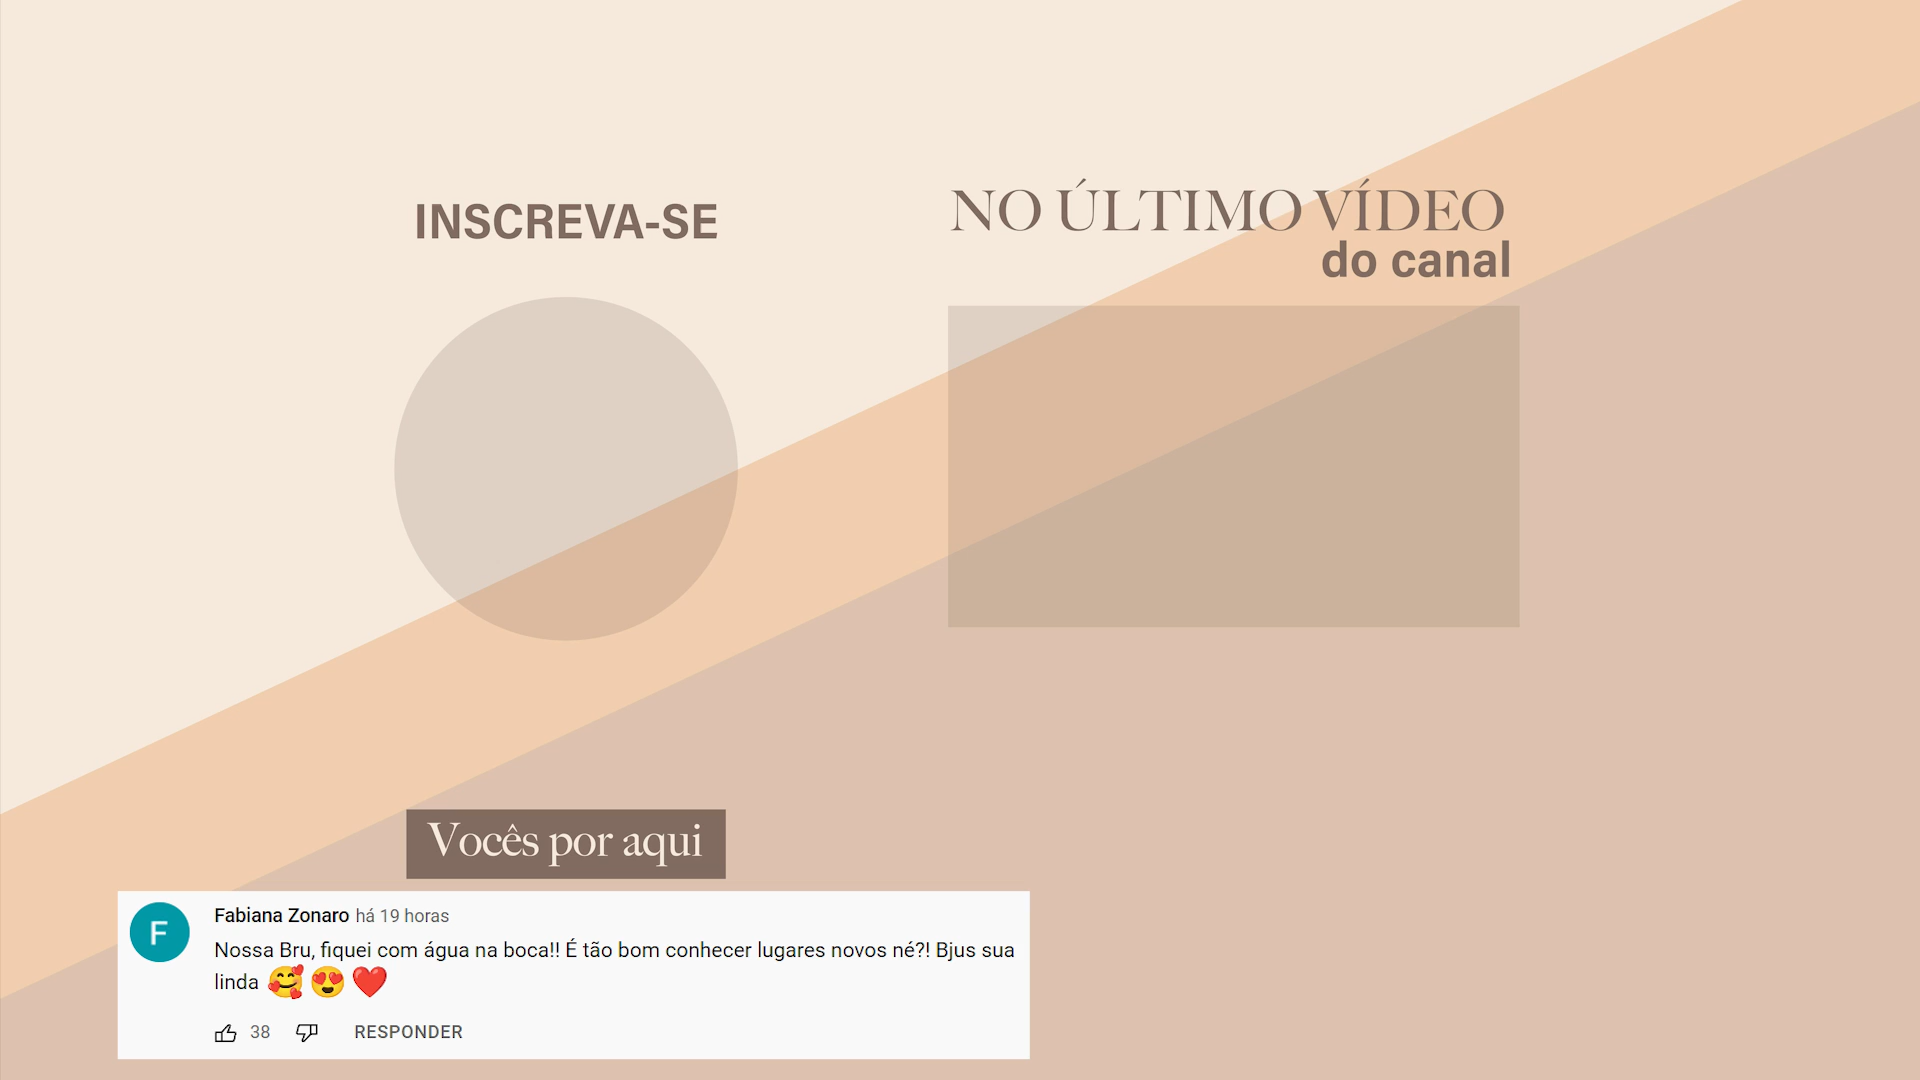 INSCREVA-SE
NO ÚLTIMO VÍDEO
do canal
Vocês por aqui
F
Fabiana Zonaro há 19 horas
Nossa Bru, fiquei com água na boca!! É tão bom conhecer lugares novos né?! Bjus sua
linda 🥰 😍 ❤️
38 RESPONDER